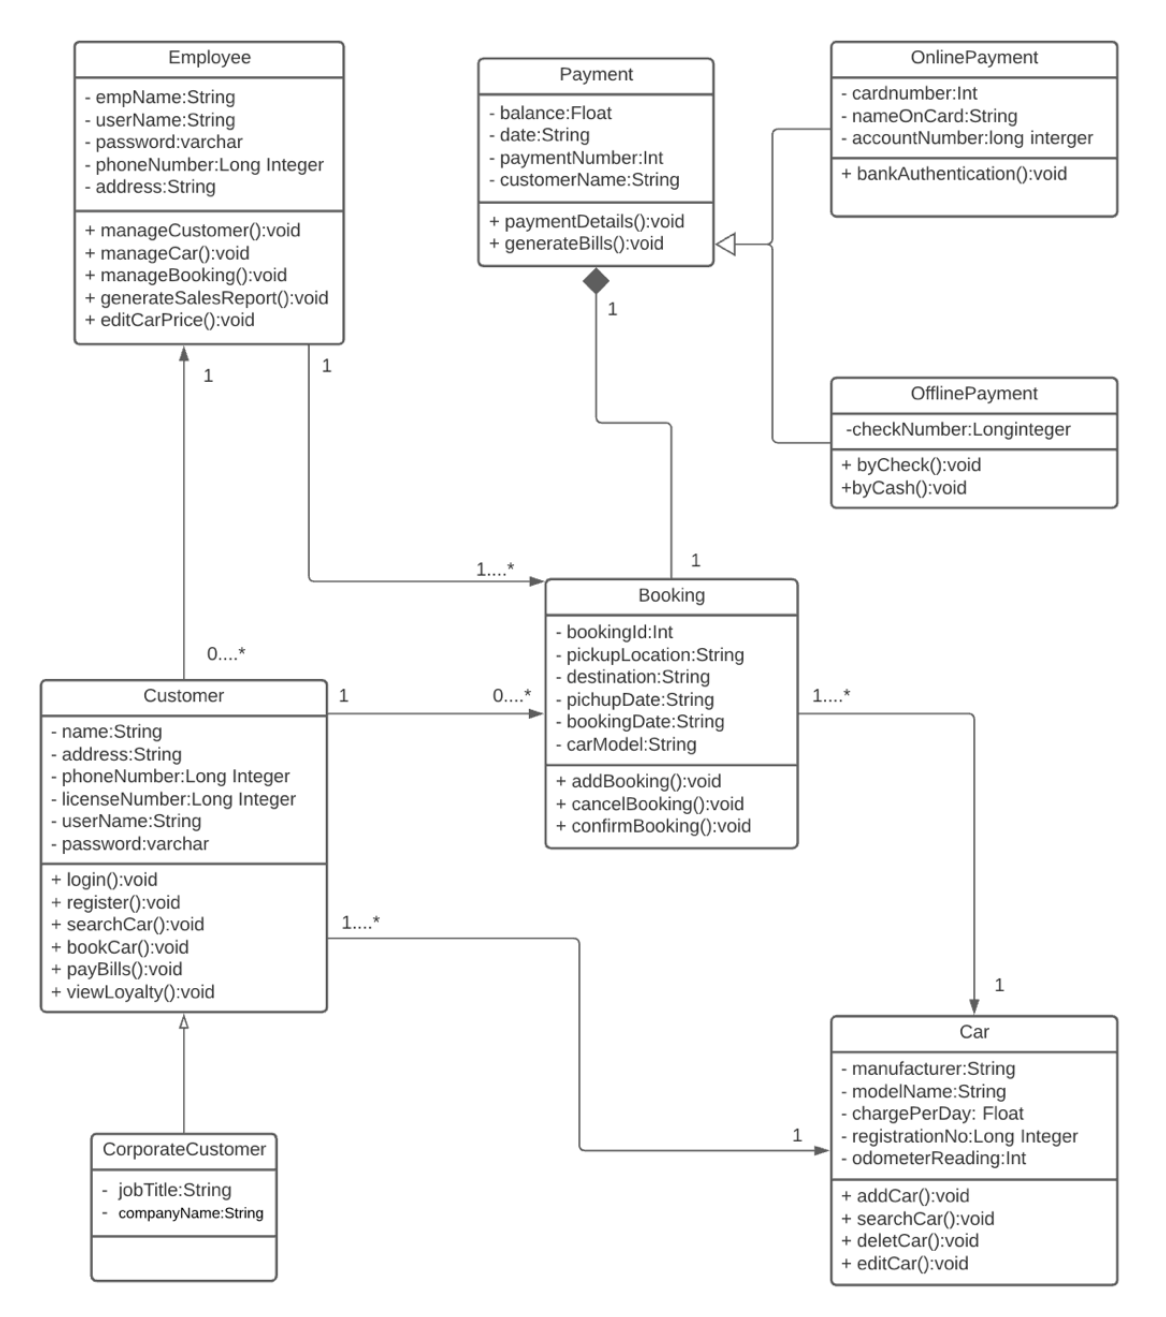 Employee
- empName:String
- userName:String
- password:varchar
- phoneNumber:Long Integer
- address:String
+ manageCustomer():void
+ manageCar():void
+ manageBooking():void
+ generateSalesReport():void
+ editCarPrice():void
Payment
- balance:Float
- date:String
- paymentNumber:Int
- customerName:String
+ paymentDetails():void
+ generateBills():void
OnlinePayment
- cardnumber:Int
- nameOnCard:String
- accountNumber:long interger
+ bankAuthentication():void
1
1
1
OfflinePayment
-checkNumber:Longinteger
+ byCheck():void
+byCash():void
1....*
1
0....*
Booking
- bookingId:Int
- pickupLocation:String
- destination:String
- pichupDate:String
- bookingDate:String
- carModel:String
+ addBooking():void
+ cancelBooking():void
+ confirmBooking():void
1
0....*
1....*
Customer
- name:String
- address:String
- phoneNumber:Long Integer
- licenseNumber:Long Integer
- userName:String
- password:varchar
+ login():void
+ register():void
+ searchCar():void
+ bookCar():void
+ payBills():void
+ viewLoyalty():void
1....*
1
1
Car
- manufacturer:String
- modelName:String
- chargePerDay: Float
- registrationNo:Long Integer
- odometerReading:Int
+ addCar():void
+ searchCar():void
+ deletCar():void
+ editCar():void
CorporateCustomer
- jobTitle:String
- companyName:String